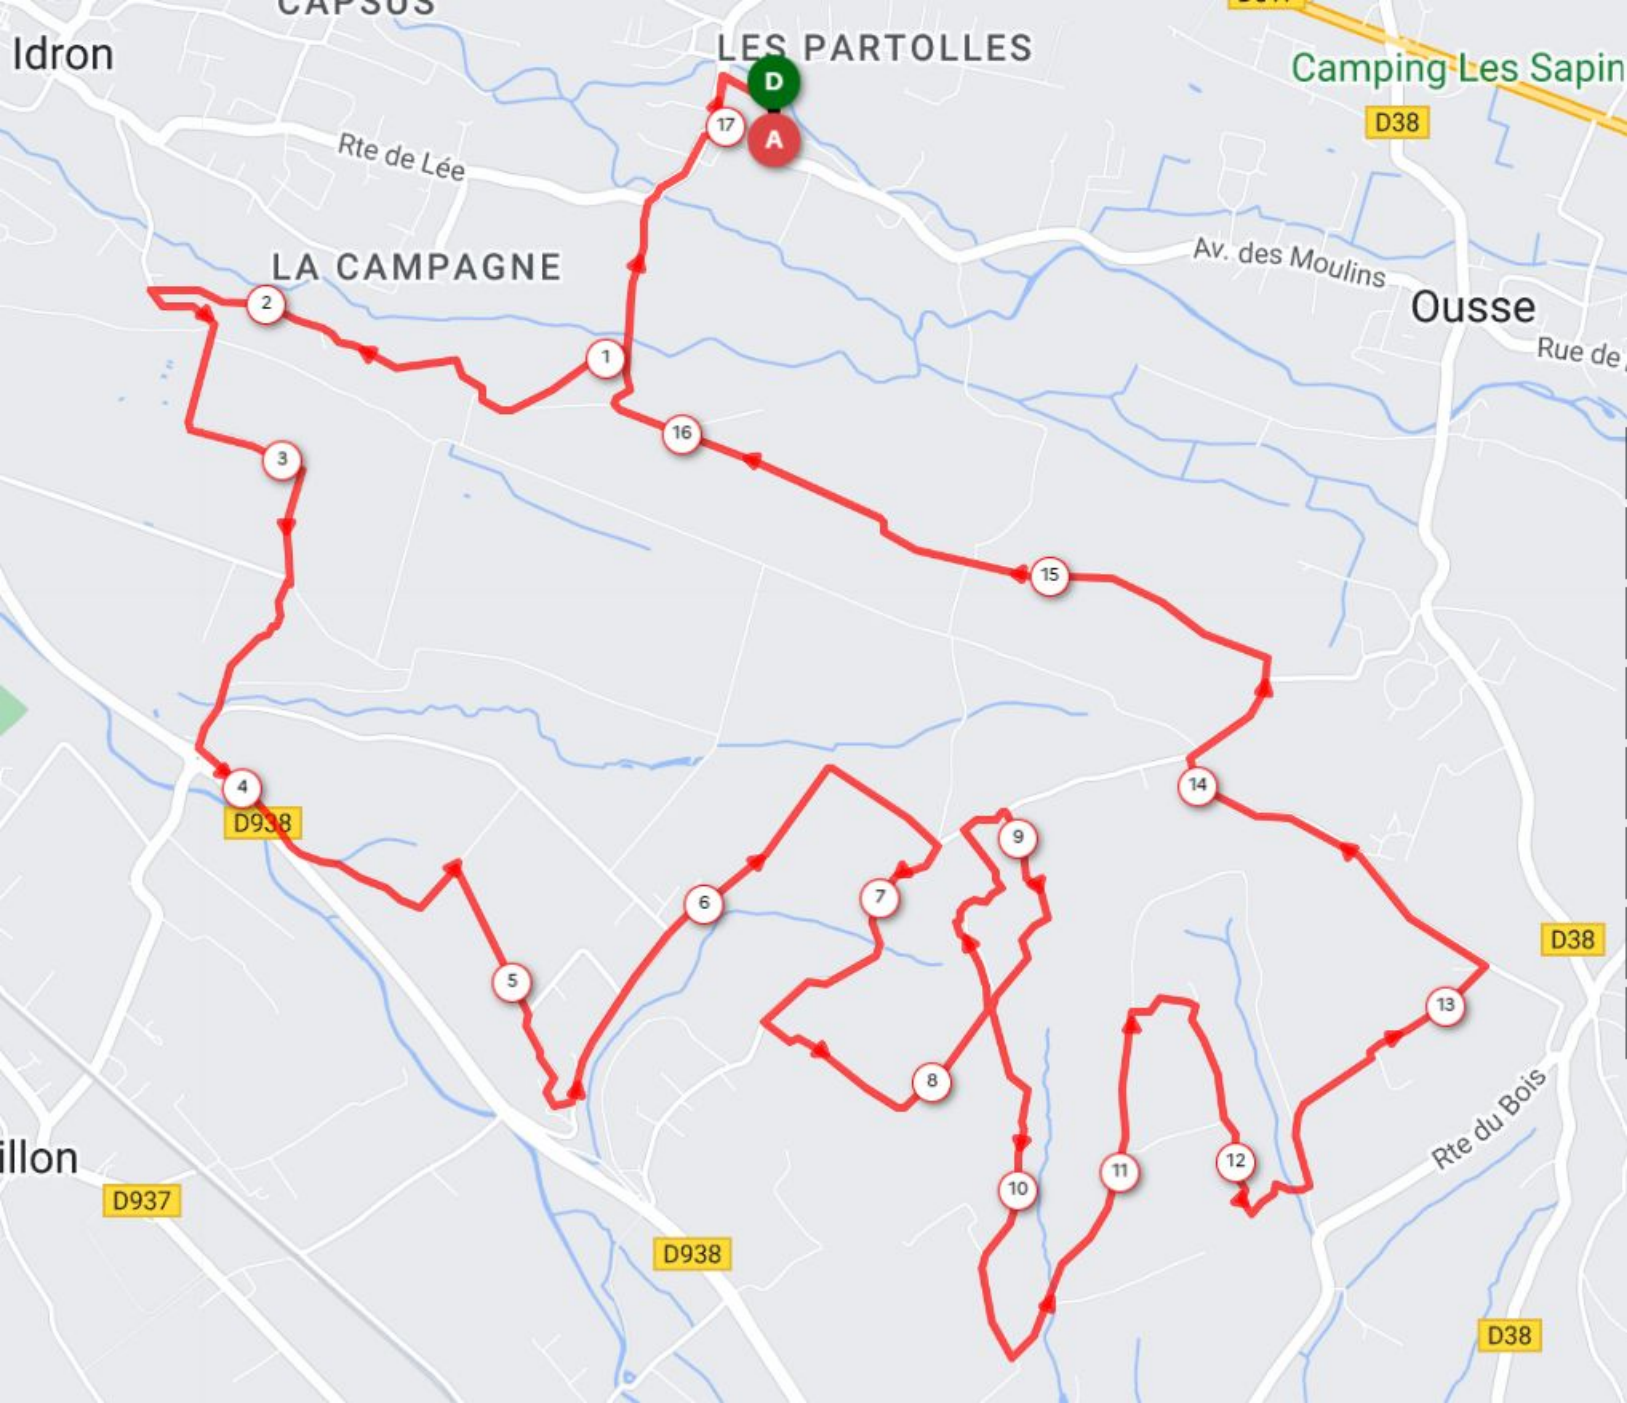 CAPSUS
Idron
LES PARTOLLES
Camping Les Sapin
D
D38
17
A
Rte de Lée
LA CAMPAGNE
Av. des Moulins
2
Ousse
Rue de
1
16
3
15
4
14
D938
9
7
6
D38
5
13
8
Rte du Bois
illon
12
11
10
D937
D938
D38